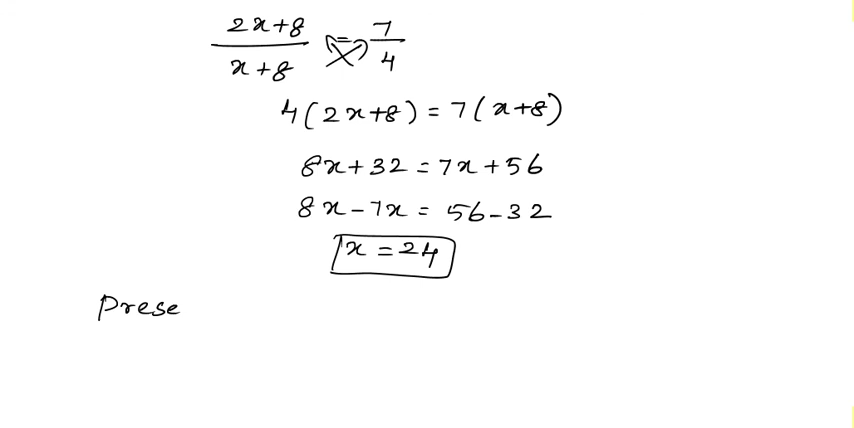 2x+8 / x+8 = 7/4
4(2x+8) = 7(x+8)
8x+32 = 7x+56
8x-7x = 56-32
x = 24
Prese